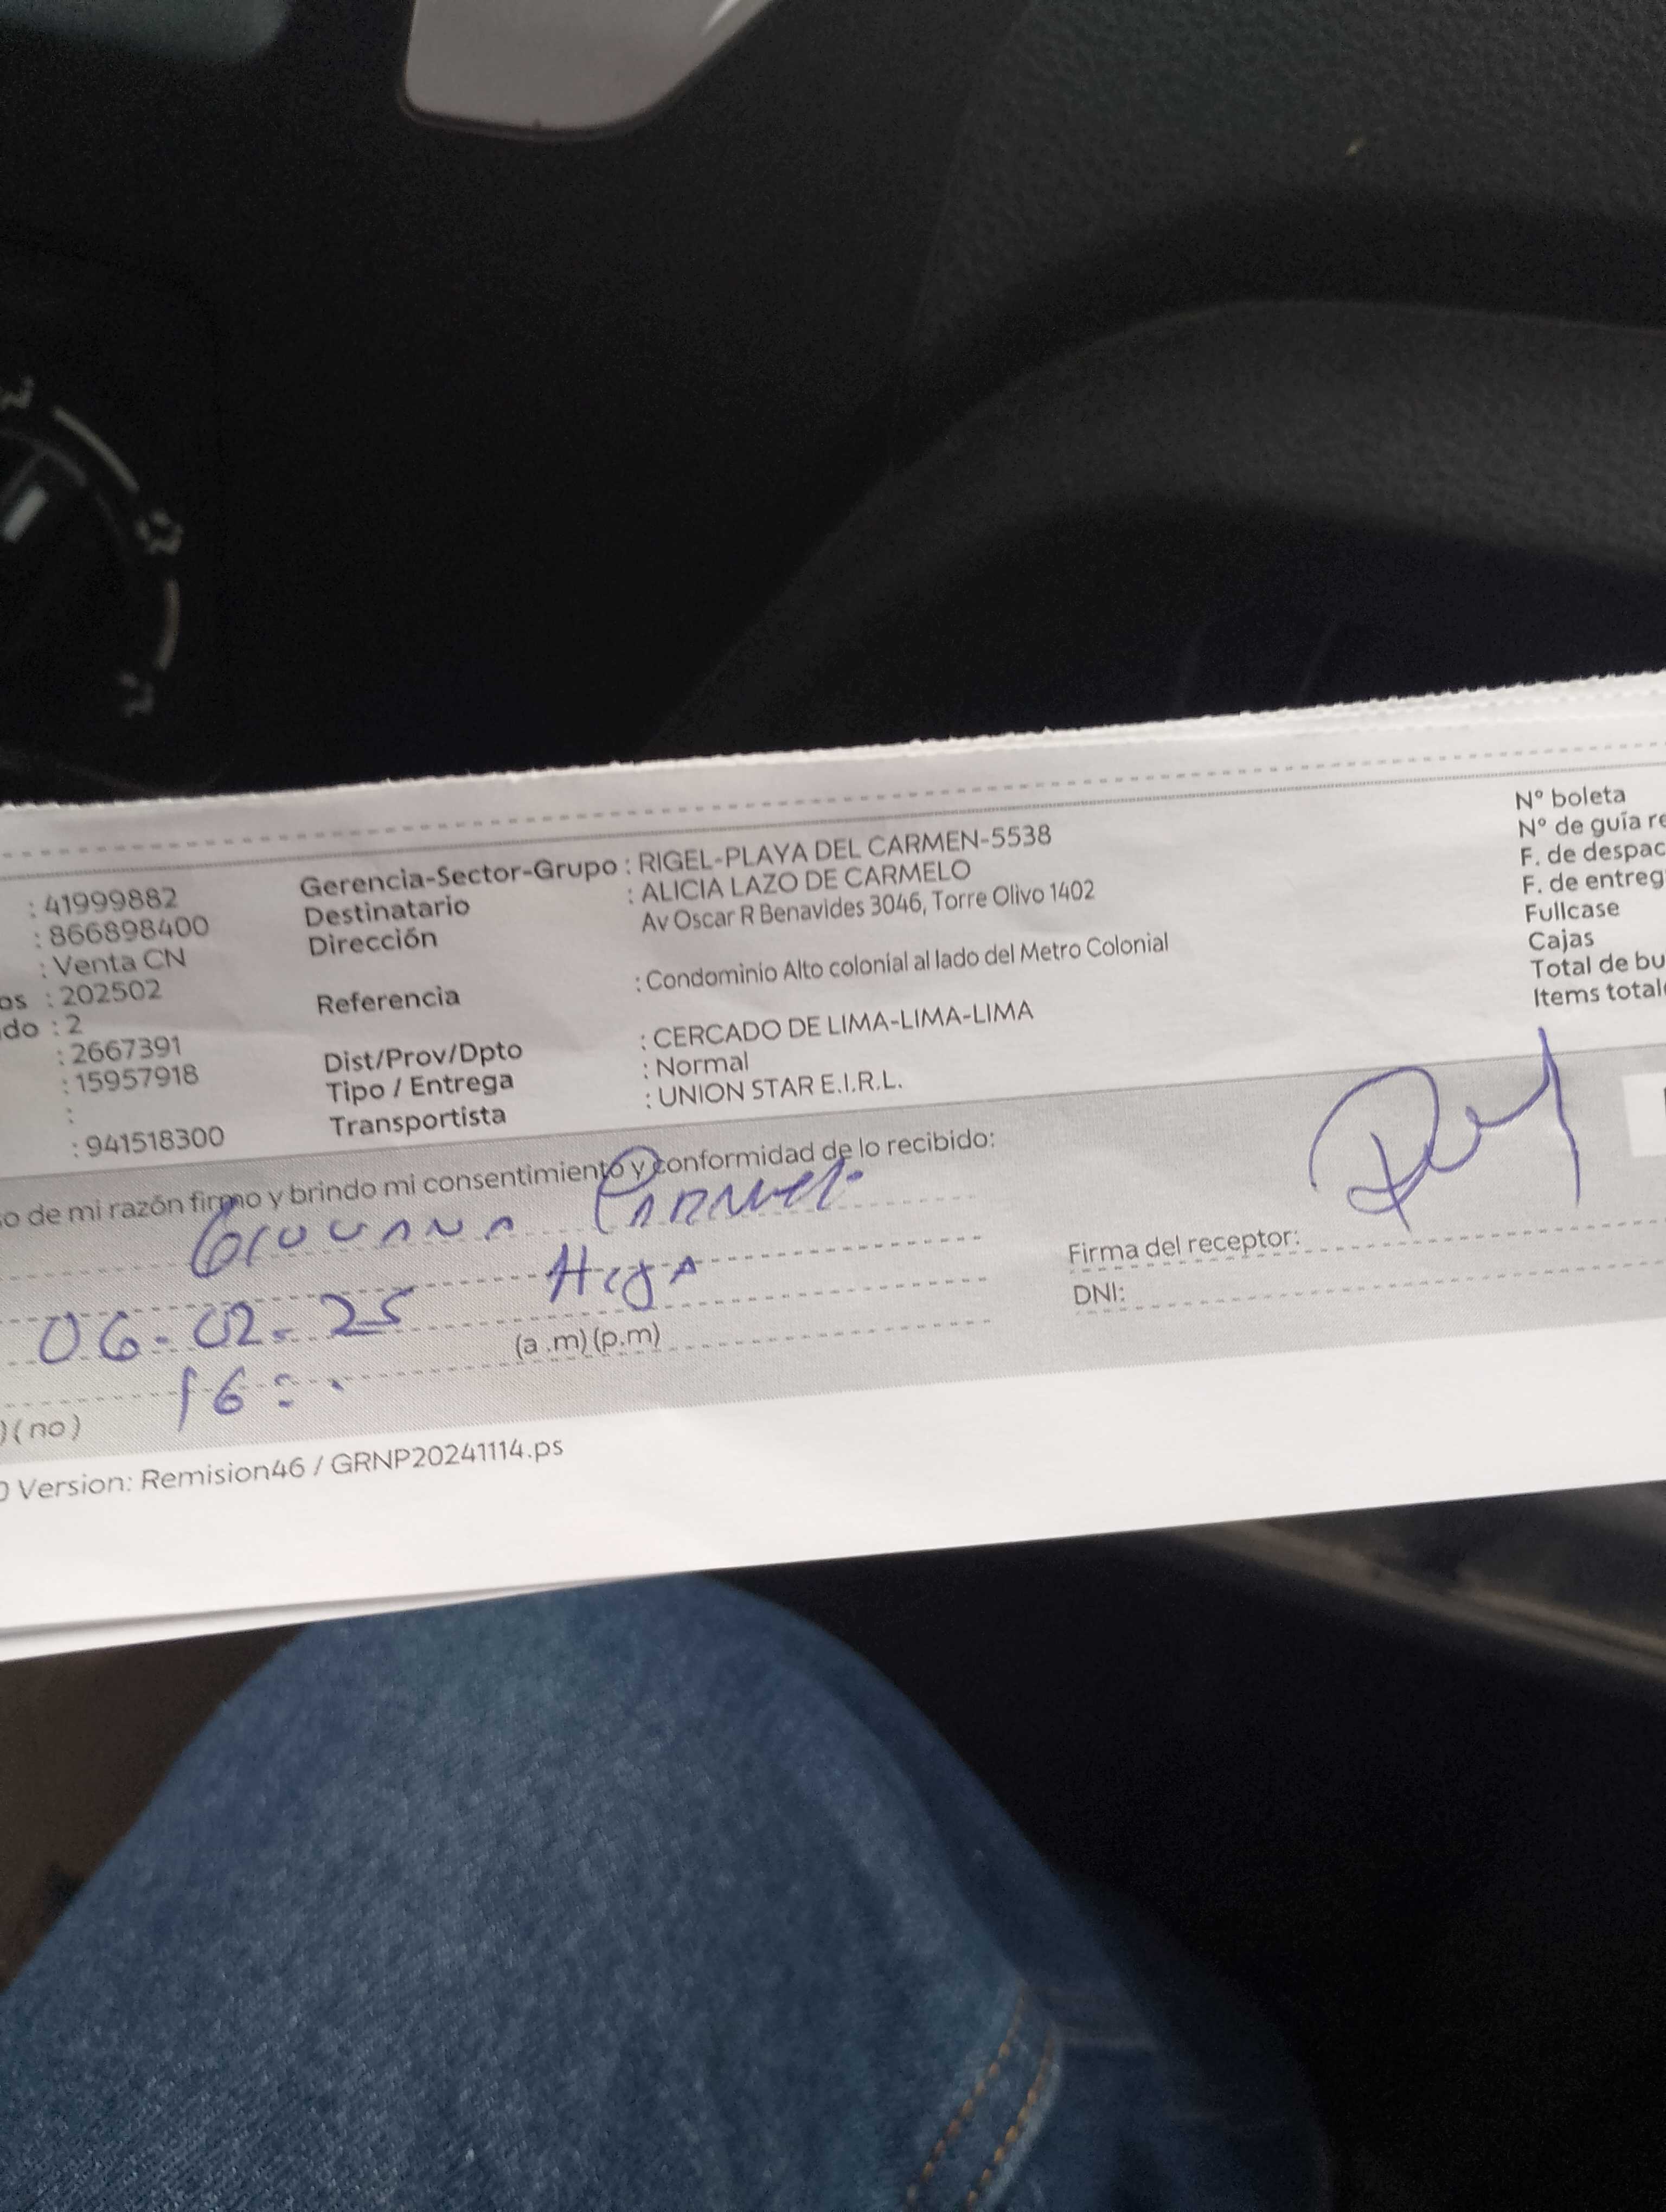 : 41999882
: 866898400
: Venta CN
os : 202502
do : 2
: 2667391
: 15957918
:
: 941518300
Gerencia-Sector-Grupo : RIGEL-PLAYA DEL CARMEN-5538
Destinatario : ALICIA LAZO DE CARMELO
Dirección Av Oscar R Benavides 3046, Torre Olivo 1402
Referencia : Condominio Alto colonial al lado del Metro Colonial
Dist/Prov/Dpto : CERCADO DE LIMA-LIMA-LIMA
Tipo / Entrega : Normal
Transportista : UNION STAR E.I.R.L.
N° boleta
N° de guía re
F. de despac
F. de entreg
Fullcase
Cajas
Total de bu
Items total
o de mi razón firmo y brindo mi consentimiento y conformidad de lo recibido:
Giovana Carmelo
Hija
06-02-25
16:
(a .m) (p.m)
) ( no )
Firma del receptor:
DNI:
0 Version: Remision46 / GRNP20241114.ps